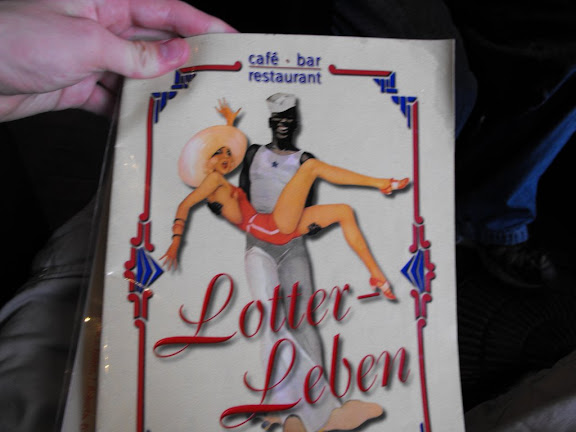 café · bar
restaurant
Lotter-
Leben